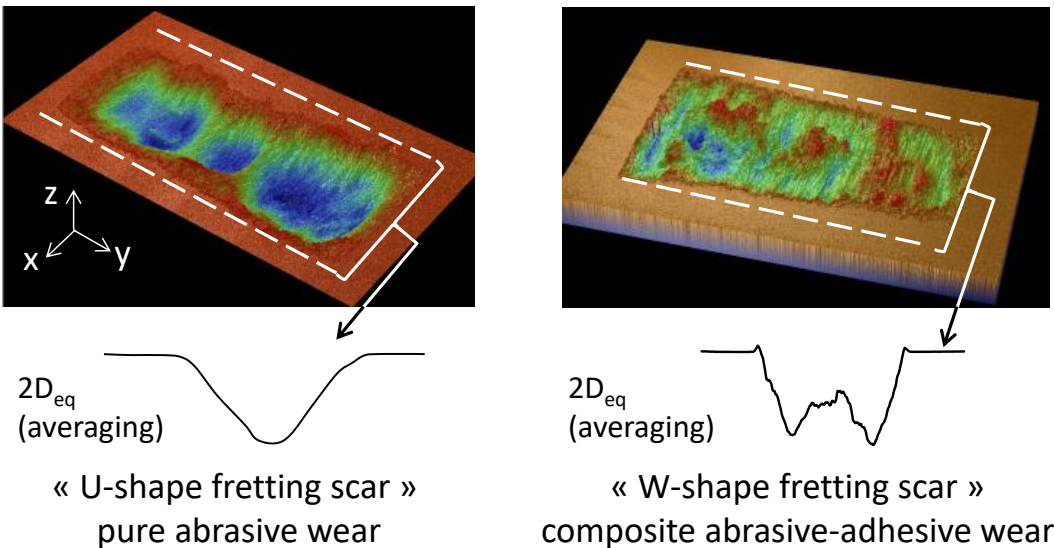 z
x
y
2Deq
(averaging)
« U-shape fretting scar »
pure abrasive wear
2Deq
(averaging)
« W-shape fretting scar »
composite abrasive-adhesive wear